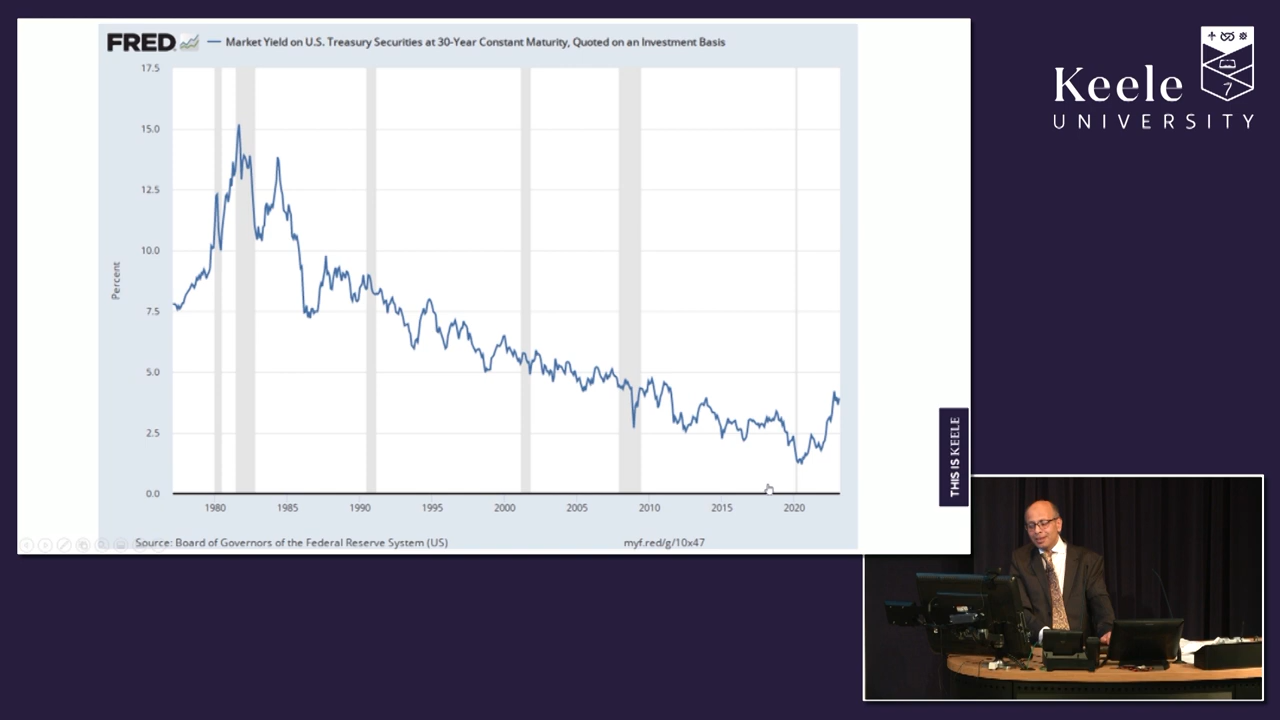 FRED
Market Yield on U.S. Treasury Securities at 30-Year Constant Maturity, Quoted on an Investment Basis
17.5
15.0
12.5
10.0
7.5
5.0
2.5
0.0
Percent
1980 1985 1990 1995 2000 2005 2010 2015 2020
Source: Board of Governors of the Federal Reserve System (US) myf.red/g/10x47
THIS IS KEELE
Keele
UNIVERSITY